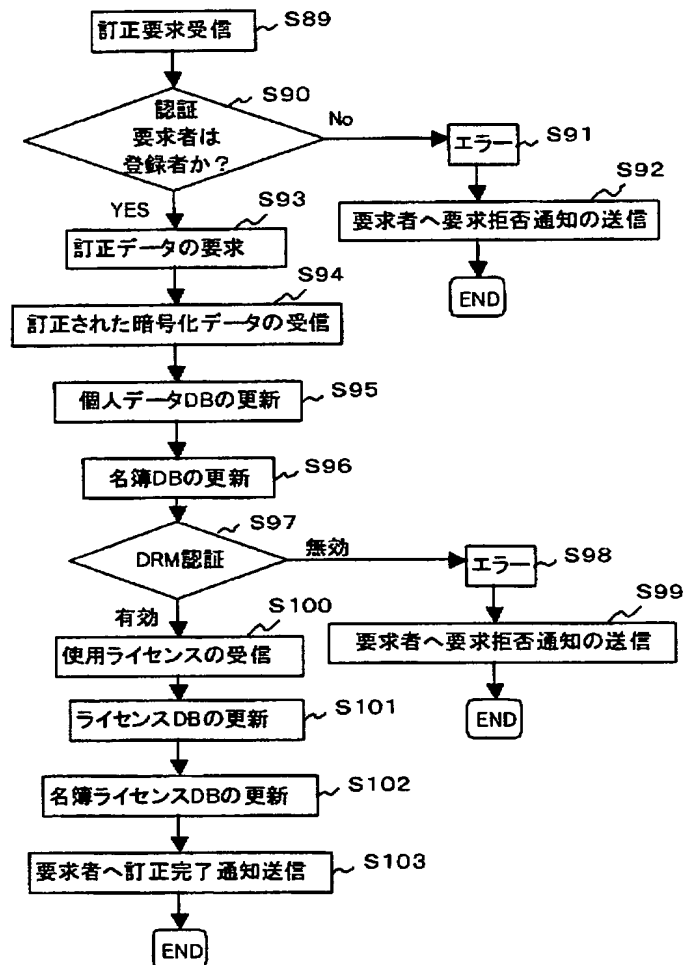 訂正要求受信
S89
S90
認証
要求者は
登録者か?
No
エラー
S91
S92
要求者へ要求拒否通知の送信
END
YES
S93
訂正データの要求
S94
訂正された暗号化データの受信
個人データDBの更新
S95
名簿DBの更新
S96
S97
DRM認証
無効
エラー
S98
S99
要求者へ要求拒否通知の送信
END
有効
S100
使用ライセンスの受信
ライセンスDBの更新
S101
名簿ライセンスDBの更新
S102
要求者へ訂正完了通知送信
S103
END